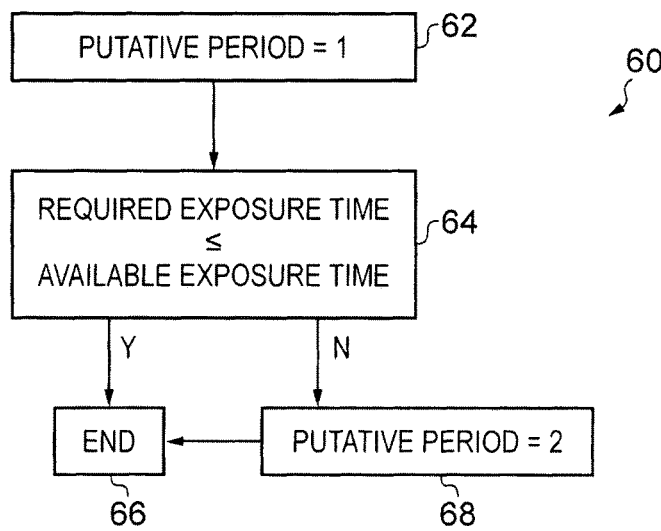 PUTATIVE PERIOD = 1
62
60
REQUIRED EXPOSURE TIME
≤
AVAILABLE EXPOSURE TIME
64
Y
N
END
PUTATIVE PERIOD = 2
66
68